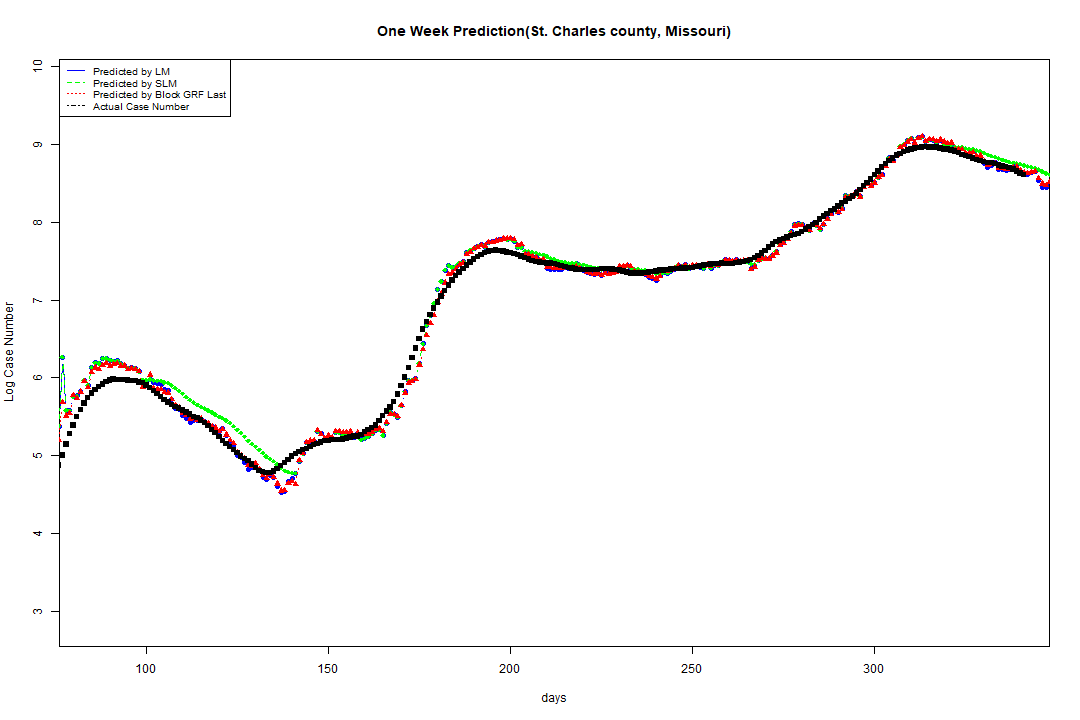 One Week Prediction(St. Charles county, Missouri)
Predicted by LM
Predicted by SLM
Predicted by Block GRF Last
Actual Case Number
10
9
8
7
6
5
4
3
Log Case Number
100 150 200 250 300
days